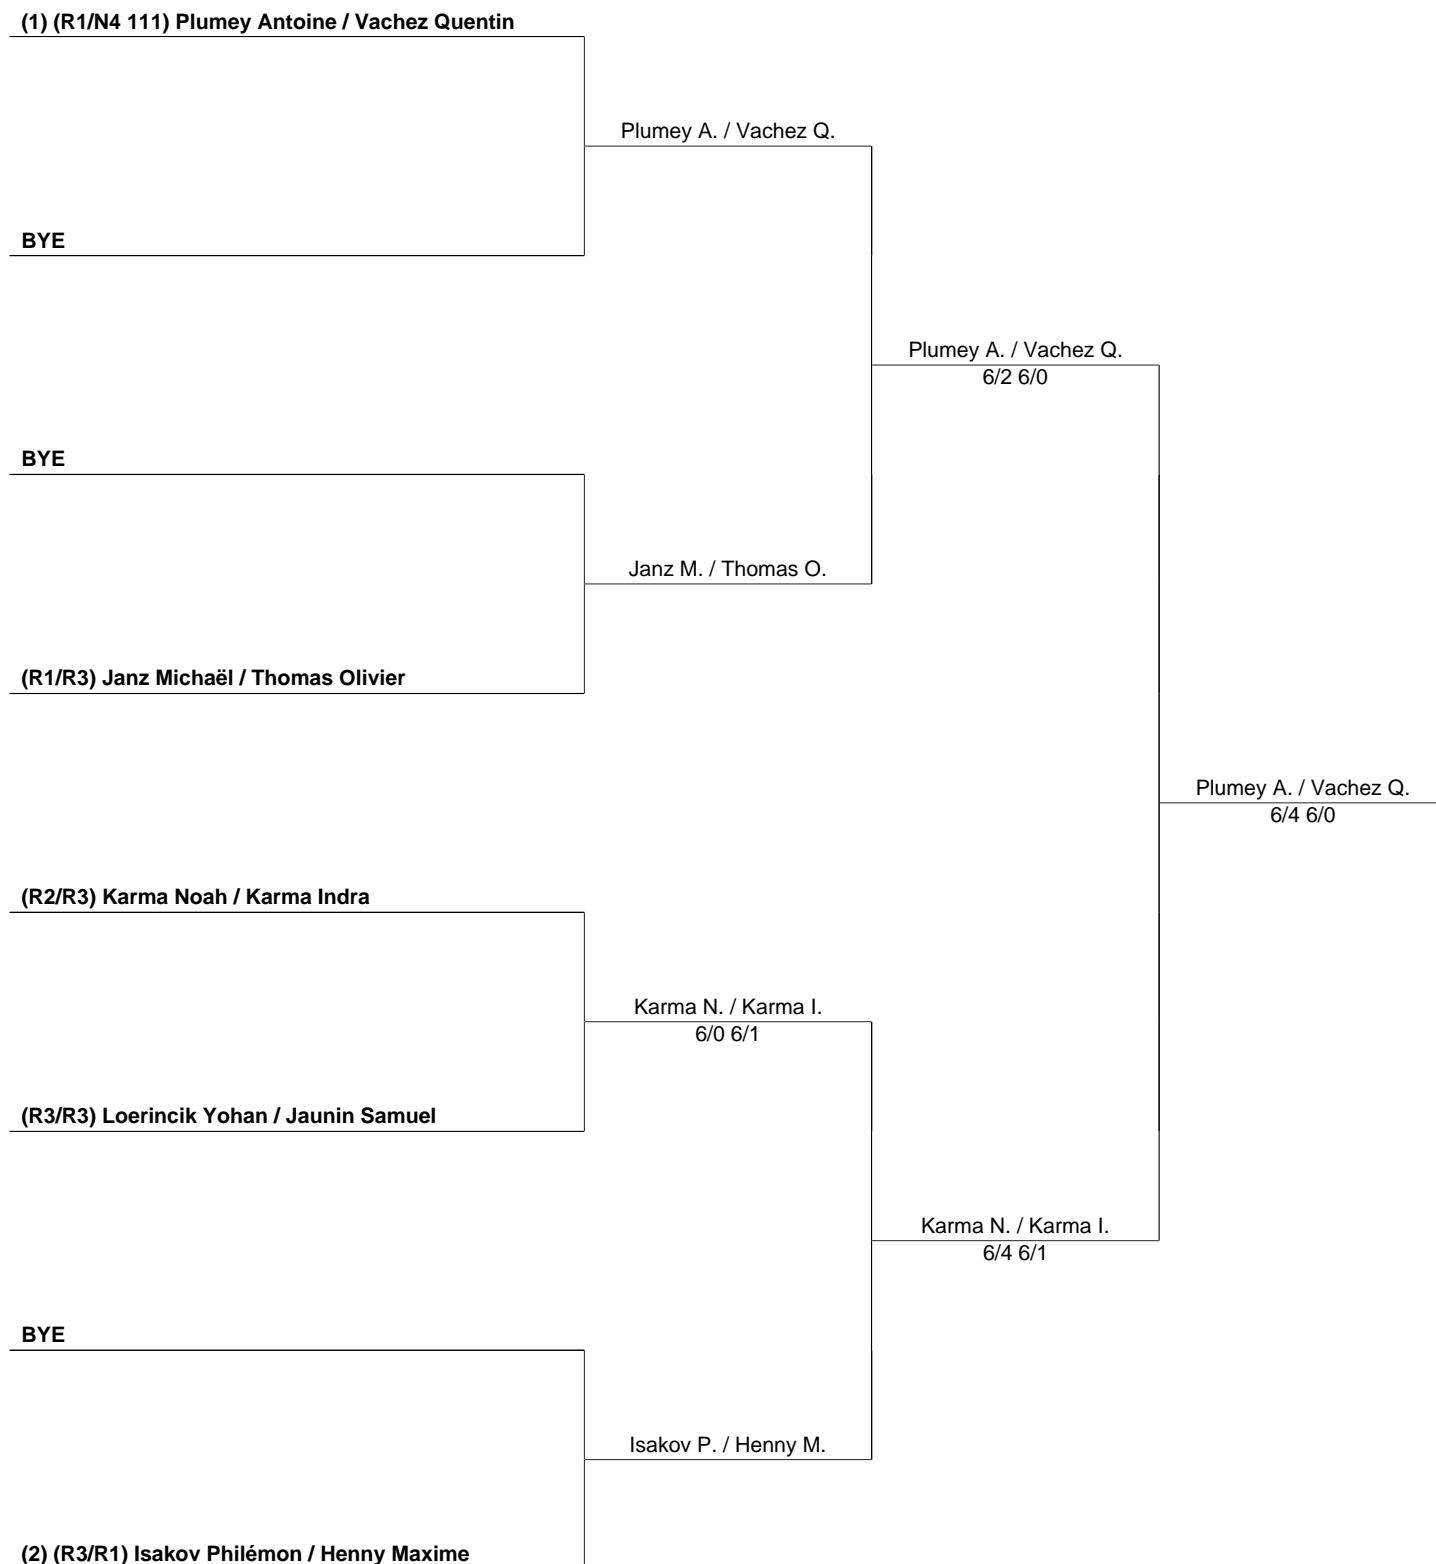 (1) (R1/N4 111) Plumey Antoine / Vachez Quentin
Plumey A. / Vachez Q.
BYE
Plumey A. / Vachez Q.
6/2 6/0
BYE
Janz M. / Thomas O.
(R1/R3) Janz Michaël / Thomas Olivier
Plumey A. / Vachez Q.
6/4 6/0
(R2/R3) Karma Noah / Karma Indra
Karma N. / Karma I.
6/0 6/1
(R3/R3) Loerincik Yohan / Jaunin Samuel
Karma N. / Karma I.
6/4 6/1
BYE
Isakov P. / Henny M.
(2) (R3/R1) Isakov Philémon / Henny Maxime